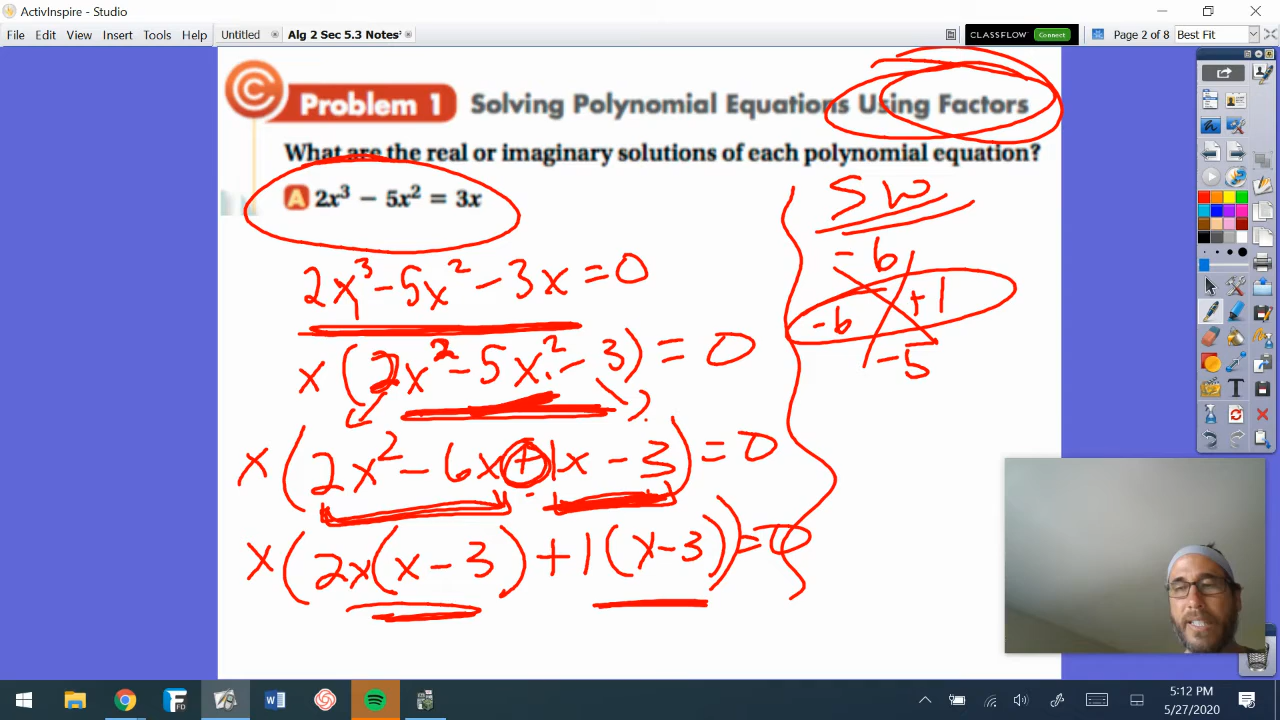 ActivInspire - Studio
File Edit View Insert Tools Help Untitled Alg 2 Sec 5.3 Notes* CLASSFLOW Connect Page 2 of 8 Best Fit
C Problem 1 Solving Polynomial Equations Using Factors
What are the real or imaginary solutions of each polynomial equation?
A 2x³ − 5x² = 3x
SW
-6
-6 +1
-5
2x³ - 5x² - 3x = 0
x(2x² - 5x² - 3) = 0
x(2x² - 6x + 1x - 3) = 0
x(2x(x - 3) + 1(x - 3)) = 0
5:12 PM
5/27/2020